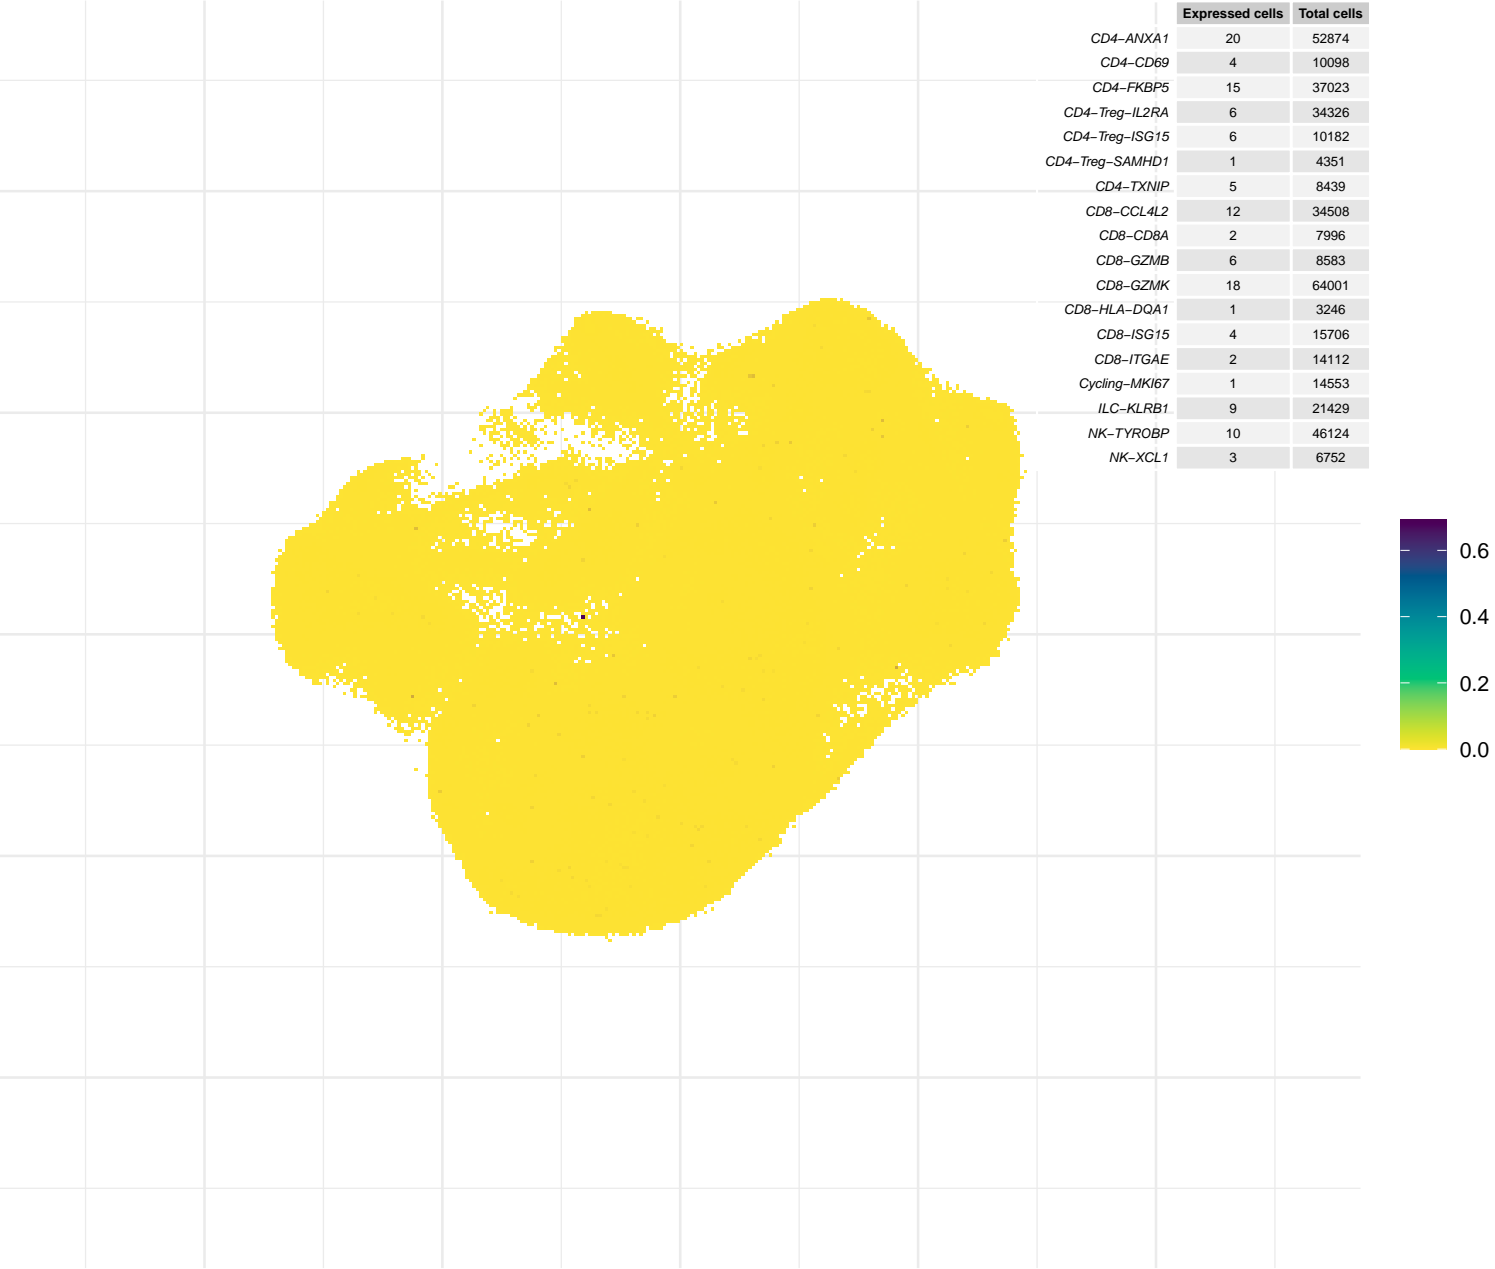 Expressed cells Total cells
CD4−ANXA1 20 52874
CD4−CD69 4 10098
CD4−FKBP5 15 37023
CD4−Treg−IL2RA 6 34326
CD4−Treg−ISG15 6 10182
CD4−Treg−SAMHD1 1 4351
CD4−TXNIP 5 8439
CD8−CCL4L2 12 34508
CD8−CD8A 2 7996
CD8−GZMB 6 8583
CD8−GZMK 18 64001
CD8−HLA−DQA1 1 3246
CD8−ISG15 4 15706
CD8−ITGAE 2 14112
Cycling−MKI67 1 14553
ILC−KLRB1 9 21429
NK−TYROBP 10 46124
NK−XCL1 3 6752
0.6
0.4
0.2
0.0